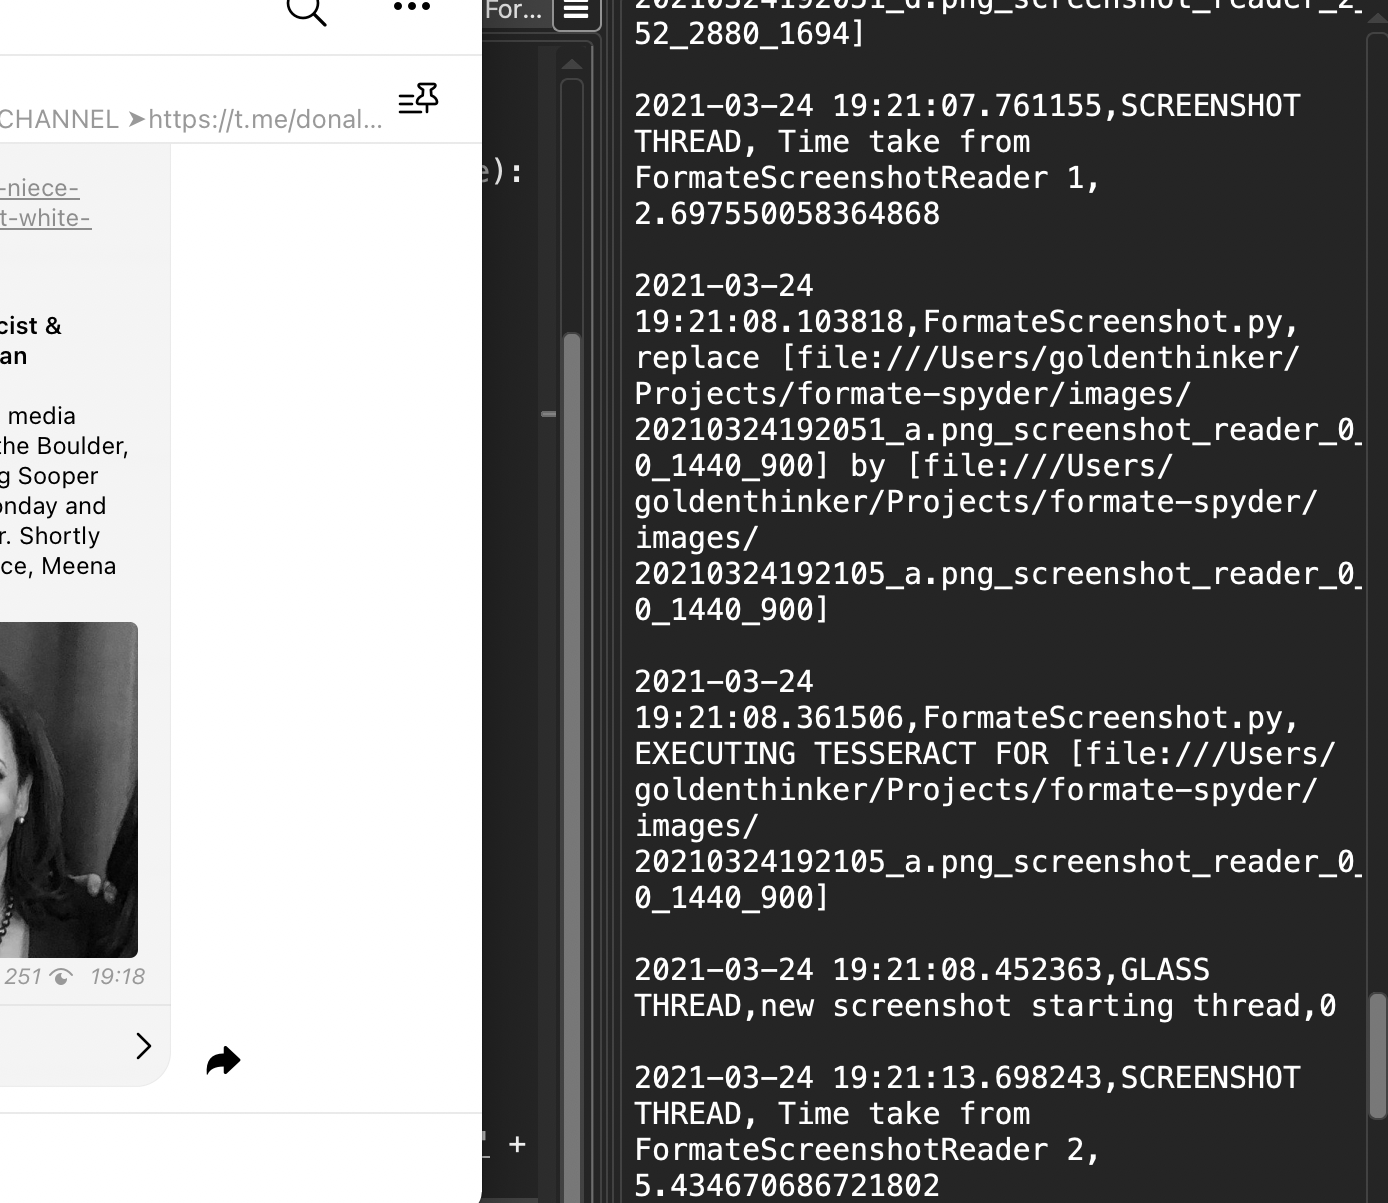 CHANNEL ➤https://t.me/donal...
-niece-
t-white-
cist &
an
media
the Boulder,
g Sooper
onday and
r. Shortly
ce, Meena
251 19:18
For...
e):
" +
52_2880_1694]
2021-03-24 19:21:07.761155,SCREENSHOT
THREAD, Time take from
FormateScreenshotReader 1,
2.697550058364868
2021-03-24
19:21:08.103818,FormateScreenshot.py,
replace [file:///Users/goldenthinker/
Projects/formate-spyder/images/
20210324192051_a.png_screenshot_reader_0_
0_1440_900] by [file:///Users/
goldenthinker/Projects/formate-spyder/
images/
20210324192105_a.png_screenshot_reader_0_
0_1440_900]
2021-03-24
19:21:08.361506,FormateScreenshot.py,
EXECUTING TESSERACT FOR [file:///Users/
goldenthinker/Projects/formate-spyder/
images/
20210324192105_a.png_screenshot_reader_0_
0_1440_900]
2021-03-24 19:21:08.452363,GLASS
THREAD,new screenshot starting thread,0
2021-03-24 19:21:13.698243,SCREENSHOT
THREAD, Time take from
FormateScreenshotReader 2,
5.434670686721802